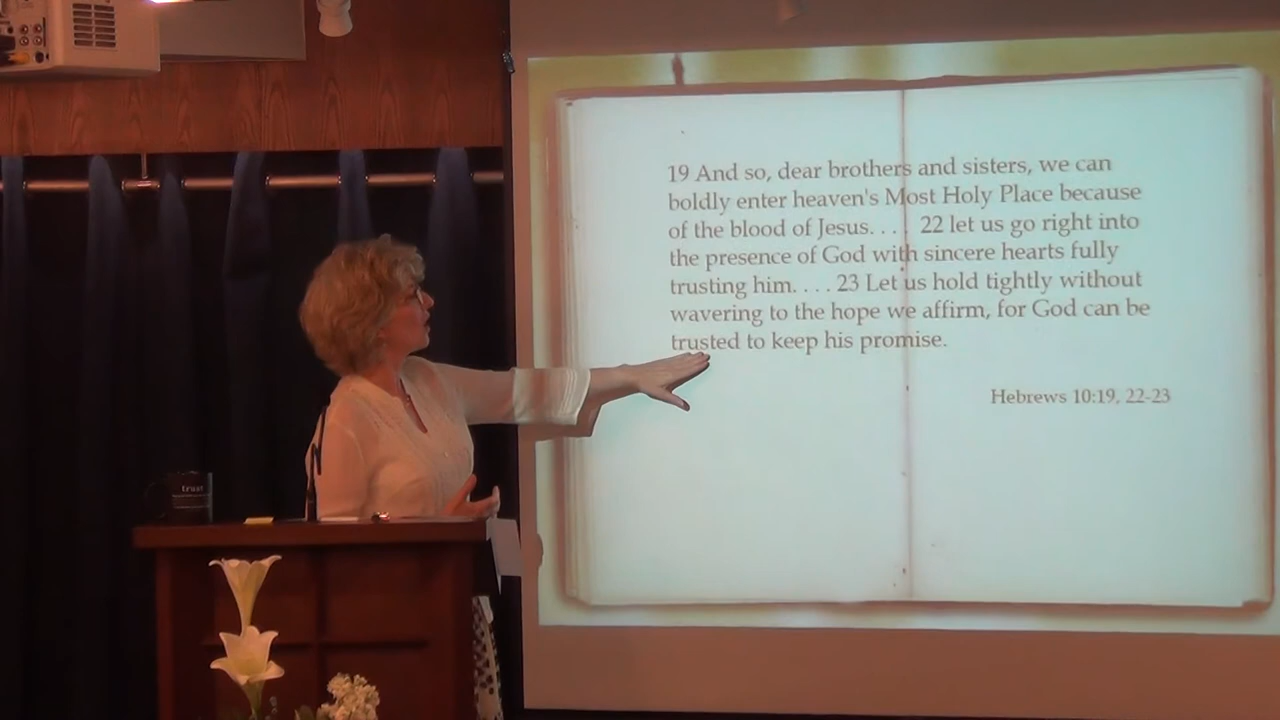 19 And so, dear brothers and sisters, we can
boldly enter heaven's Most Holy Place because
of the blood of Jesus. . . . 22 let us go right into
the presence of God with sincere hearts fully
trusting him. . . . 23 Let us hold tightly without
wavering to the hope we affirm, for God can be
trusted to keep his promise.
Hebrews 10:19, 22-23
trust